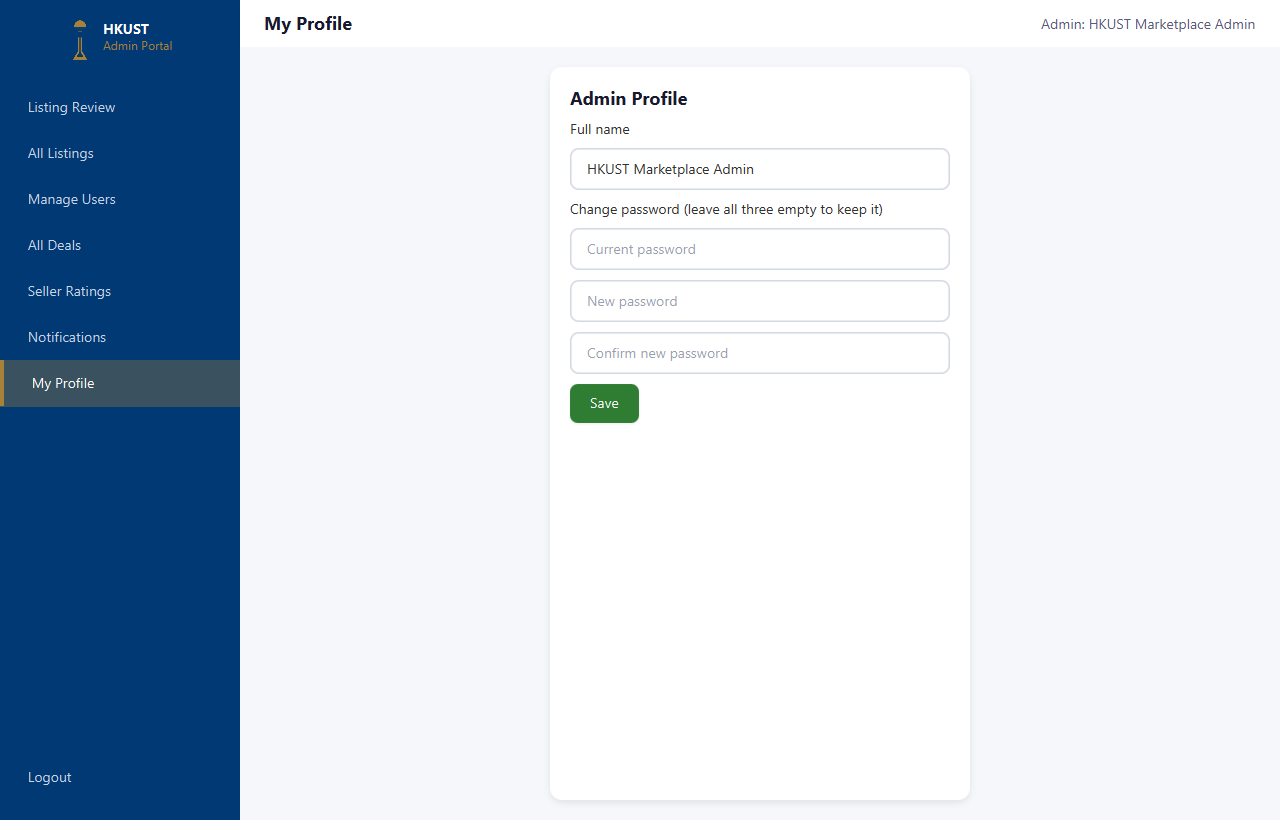 HKUST
Admin Portal
My Profile
Admin: HKUST Marketplace Admin
Listing Review
All Listings
Manage Users
All Deals
Seller Ratings
Notifications
My Profile
Logout
Admin Profile
Full name
HKUST Marketplace Admin
Change password (leave all three empty to keep it)
Current password
New password
Confirm new password
Save